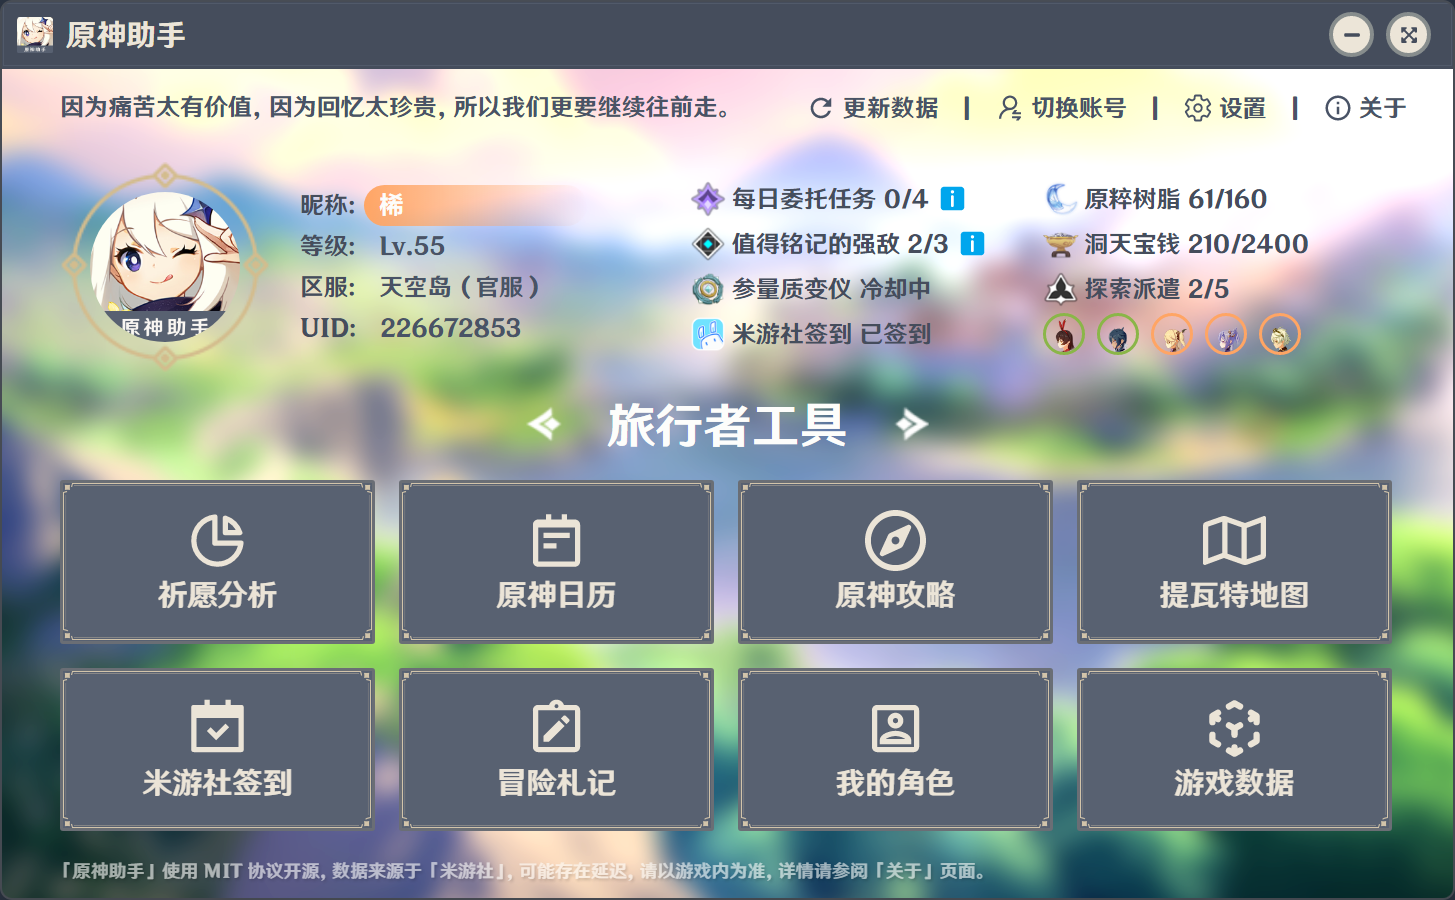 原神助手
因为痛苦太有价值, 因为回忆太珍贵, 所以我们更要继续往前走。
更新数据 | 切换账号 | 设置 | 关于
昵称: 桸
等级: Lv.55
区服: 天空岛（官服）
UID: 226672853
原神助手
每日委托任务 0/4
值得铭记的强敌 2/3
参量质变仪 冷却中
米游社签到 已签到
原粹树脂 61/160
洞天宝钱 210/2400
探索派遣 2/5
旅行者工具
祈愿分析
原神日历
原神攻略
提瓦特地图
米游社签到
冒险札记
我的角色
游戏数据
「原神助手」使用 MIT 协议开源, 数据来源于「米游社」, 可能存在延迟, 请以游戏内为准, 详情请参阅「关于」页面。